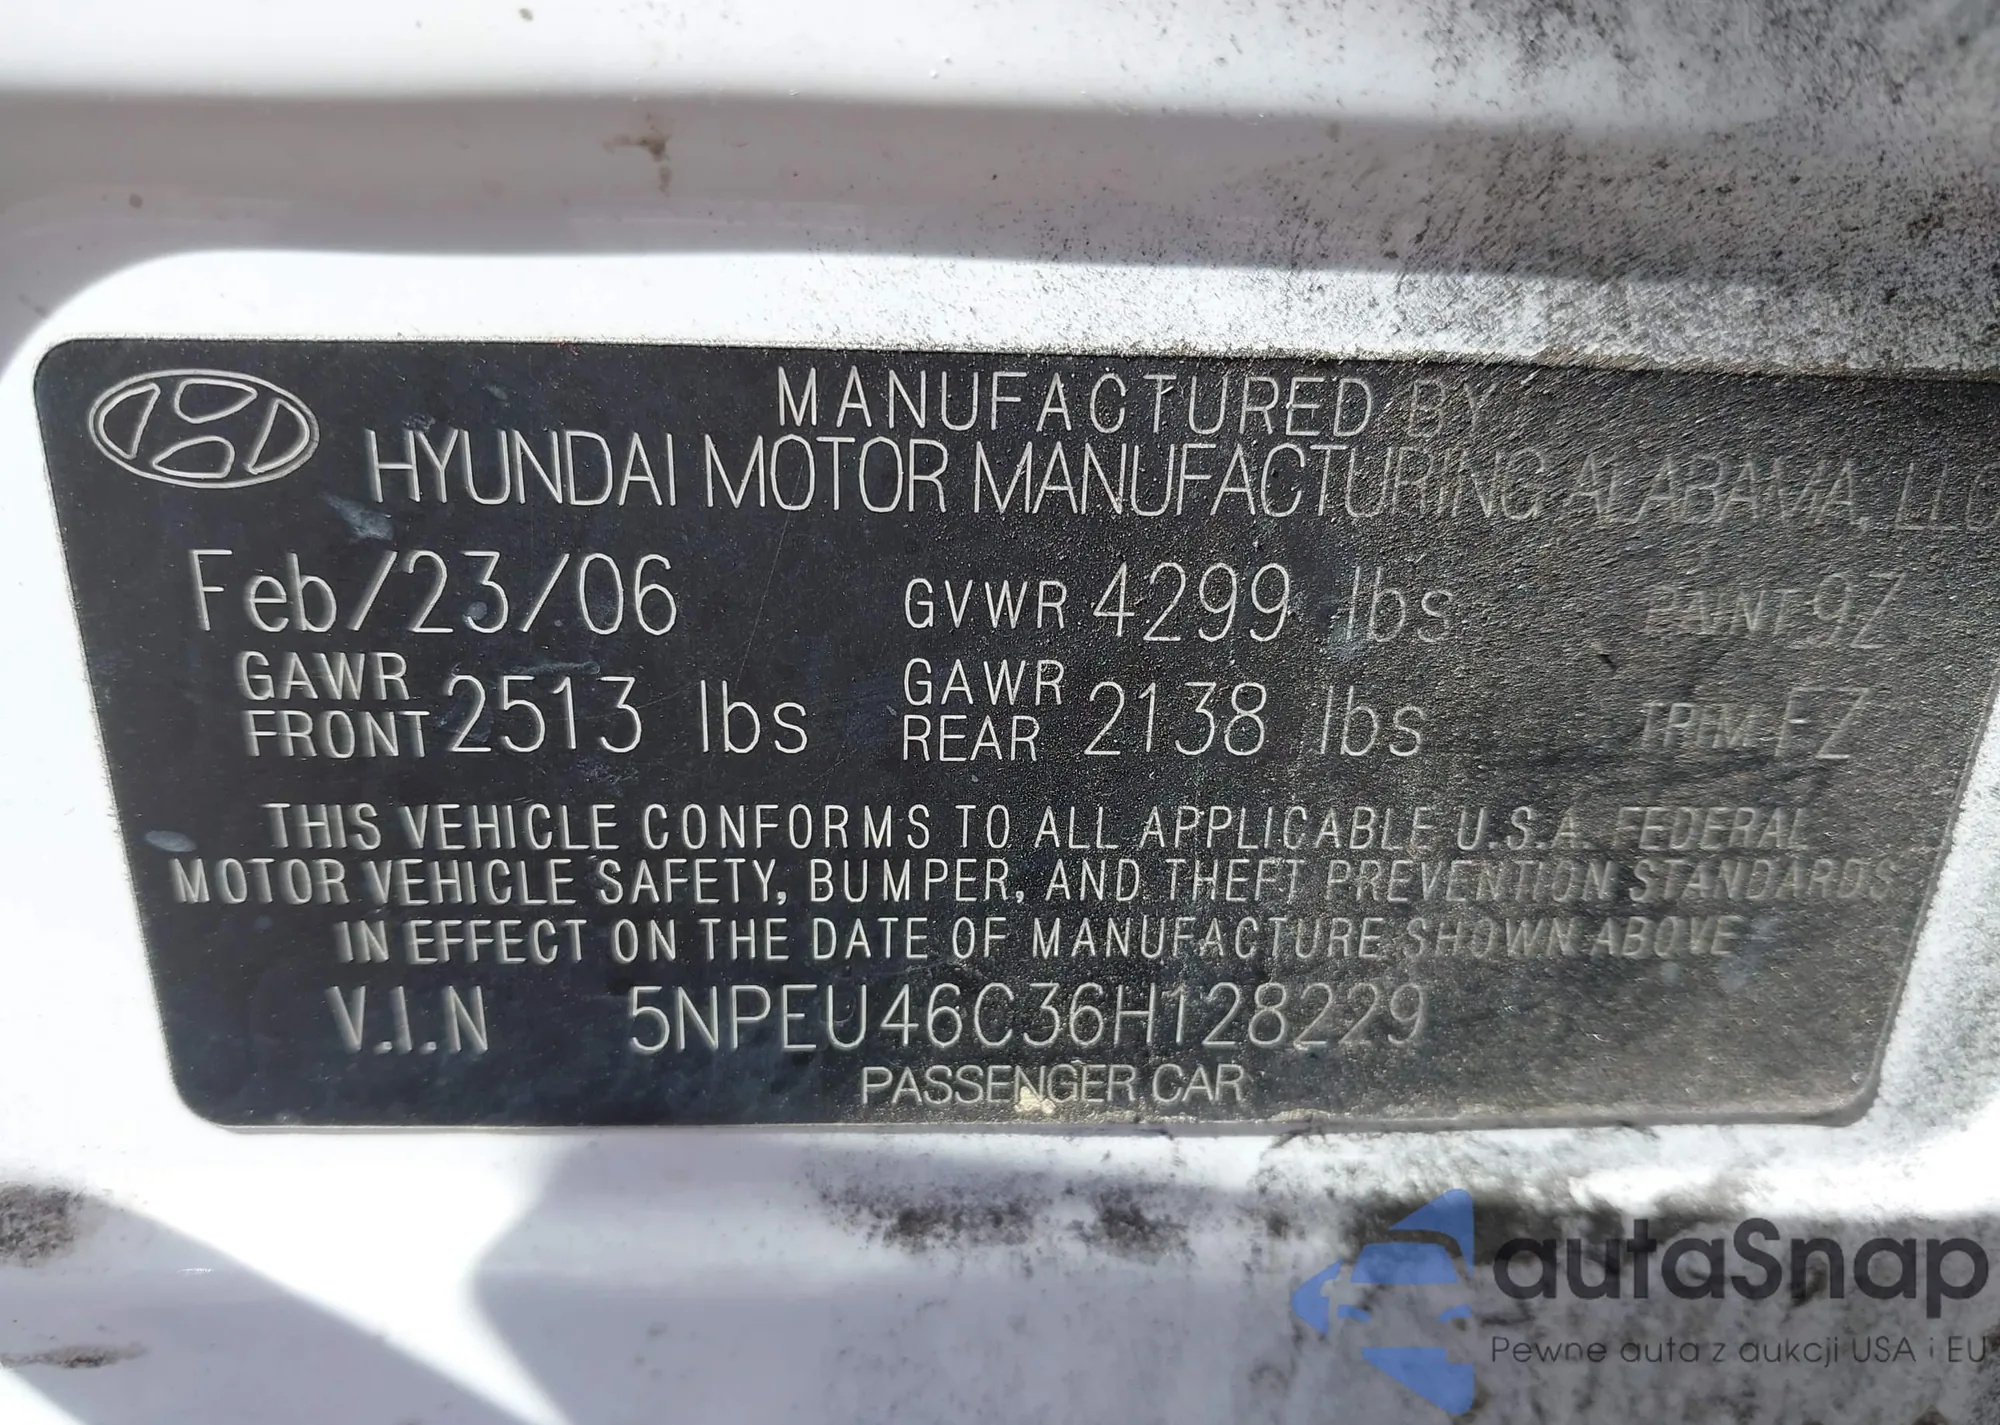 MANUFACTURED BY
HYUNDAI MOTOR MANUFACTURING ALABAMA, LLC
Feb/23/06 GVWR 4299 lbs PAINT 9Z
GAWR FRONT 2513 lbs GAWR REAR 2138 lbs TRIM FZ
THIS VEHICLE CONFORMS TO ALL APPLICABLE U.S.A. FEDERAL
MOTOR VEHICLE SAFETY, BUMPER, AND THEFT PREVENTION STANDARDS
IN EFFECT ON THE DATE OF MANUFACTURE SHOWN ABOVE
V.I.N 5NPEU46C36H128229
PASSENGER CAR
autaSnap
Pewne auta z aukcji USA i EU